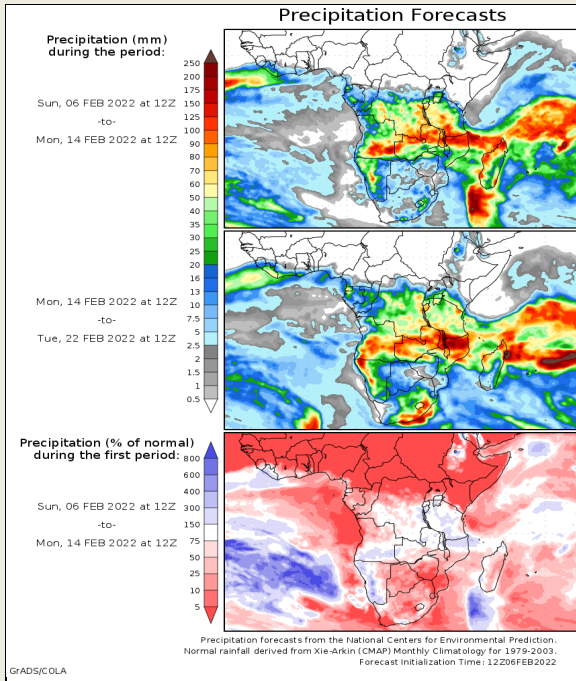 Precipitation Forecasts
Precipitation (mm)
during the period:
Sun, 06 FEB 2022 at 12Z
-to-
Mon, 14 FEB 2022 at 12Z
250
200
175
150
125
100
90
80
70
60
50
40
35
30
25
20
16
13
10
7.5
5
2.5
2
1.5
1
0.5
Mon, 14 FEB 2022 at 12Z
-to-
Tue, 22 FEB 2022 at 12Z
Precipitation (% of normal)
during the first period:
Sun, 06 FEB 2022 at 12Z
-to-
Mon, 14 FEB 2022 at 12Z
800
600
400
300
150
75
50
25
10
5
Precipitation forecasts from the National Centers for Environmental Prediction.
Normal rainfall derived from Xie-Arkin (CMAP) Monthly Climatology for 1979-2003.
Forecast Initialization Time: 12Z06FEB2022
GrADS/COLA